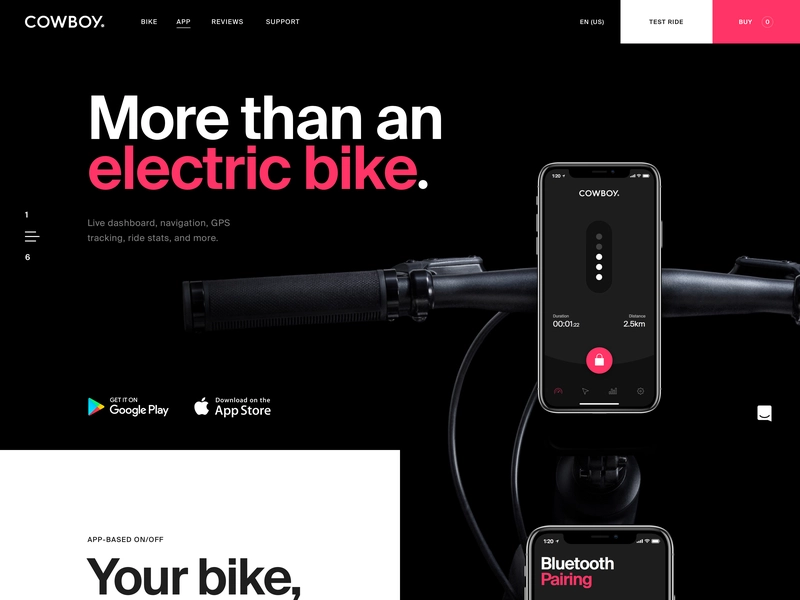 COWBOY.
BIKE
APP
REVIEWS
SUPPORT
EN (US)
TEST RIDE
BUY 0
More than an
electric bike.
1
6
Live dashboard, navigation, GPS
tracking, ride stats, and more.
GET IT ON
Google Play
Download on the
App Store
1:20
COWBOY.
Duration
00:01:22
Distance
2.5km
APP-BASED ON/OFF
Your bike,
1:20
Bluetooth
Pairing